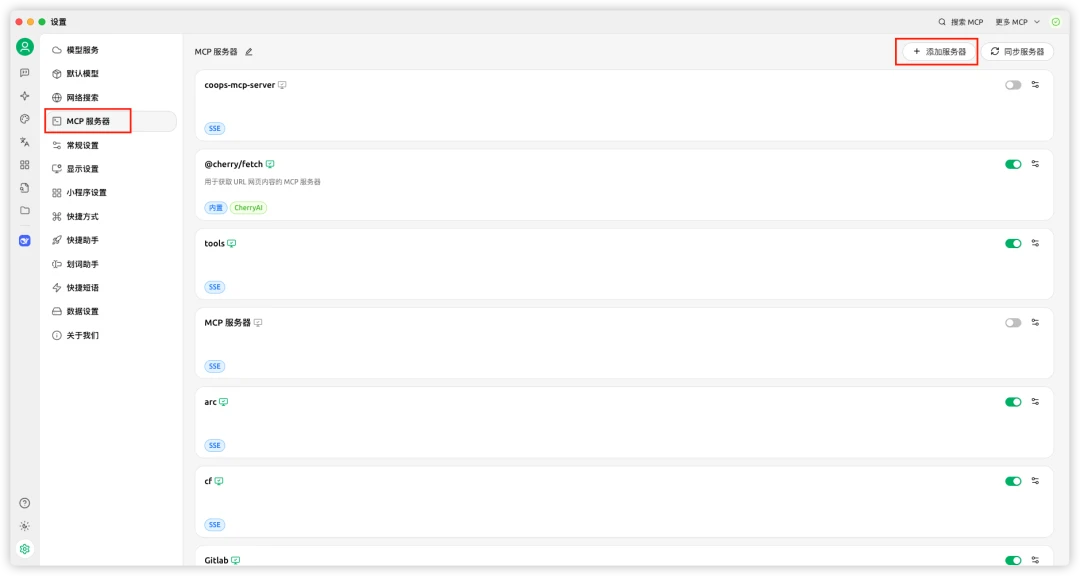 设置
搜索 MCP
更多 MCP
模型服务
默认模型
网络搜索
MCP 服务器
常规设置
显示设置
小程序设置
快捷方式
快捷助手
划词助手
快捷短语
数据设置
关于我们
MCP 服务器
添加服务器
同步服务器
coops-mcp-server
SSE
@cherry/fetch
用于获取 URL 网页内容的 MCP 服务器
内置 CherryAI
tools
SSE
MCP 服务器
SSE
arc
SSE
cf
SSE
Gitlab